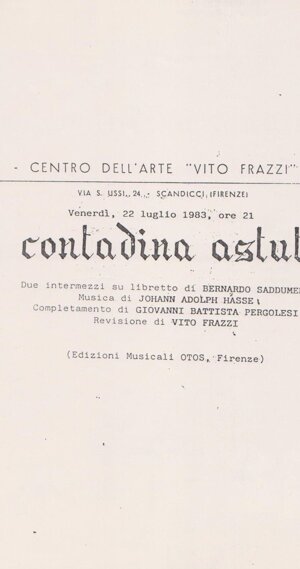 - CENTRO DELL'ARTE "VITO FRAZZI"
VIA S. USSI, 24 - SCANDICCI (FIRENZE)
Venerdì, 22 luglio 1983, ore 21
contadina astut
Due intermezzi su libretto di BERNARDO SADDUME
Musica di JOHANN ADOLPH HASSE
Completamento di GIOVANNI BATTISTA PERGOLESI
Revisione di VITO FRAZZI
(Edizioni Musicali OTOS, Firenze)